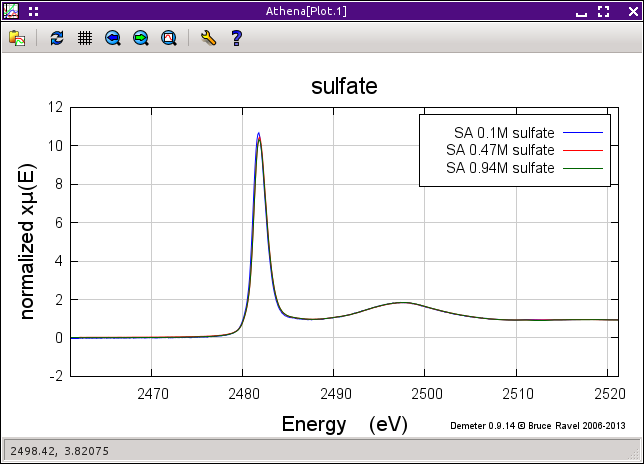 Athena[Plot.1]
sulfate
12
10
8
6
4
2
0
-2
normalized xμ(E)
SA 0.1M sulfate
SA 0.47M sulfate
SA 0.94M sulfate
2470 2480 2490 2500 2510 2520
Energy (eV)
Demeter 0.9.14 © Bruce Ravel 2006-2013
2498.42, 3.82075